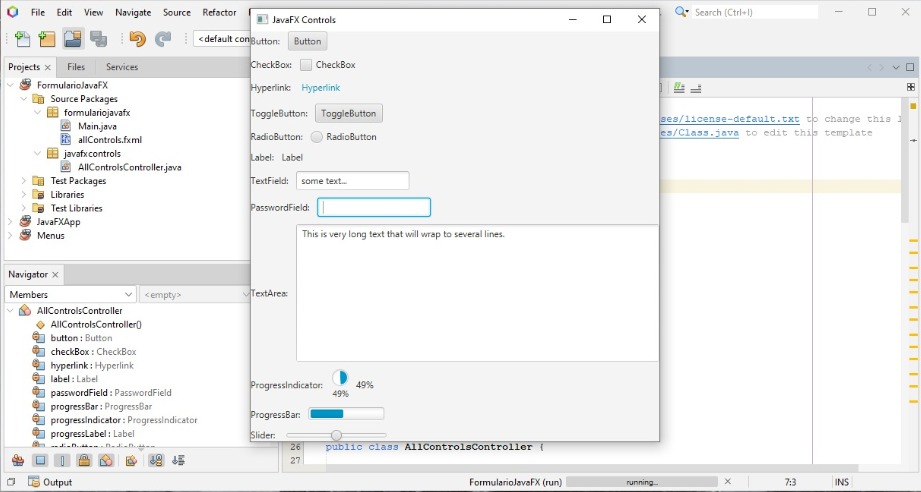 File Edit View Navigate Source Refactor
Search (Ctrl+I)
<default con
Projects Files Services
FormularioJavaFX
Source Packages
formulariojavafx
Main.java
allControls.fxml
javafxcontrols
AllControlsController.java
Test Packages
Libraries
Test Libraries
JavaFXApp
Menus
Navigator
Members <empty>
AllControlsController
AllControlsController()
button : Button
checkBox : CheckBox
hyperlink : Hyperlink
label : Label
passwordField : PasswordField
progressBar : ProgressBar
progressIndicator : ProgressIndicator
progressLabel : Label
radioButton : RadioButton
JavaFX Controls
Button: Button
CheckBox: CheckBox
Hyperlink: Hyperlink
ToggleButton: ToggleButton
RadioButton: RadioButton
Label: Label
TextField: some text...
PasswordField:
This is very long text that will wrap to several lines.
TextArea:
ProgressIndicator: 49%
49%
ProgressBar:
Slider:
ses/license-default.txt to change this l
es/Class.java to edit this template
26 public class AllControlsController {
27
Output FormularioJavaFX (run) running... 7:3 INS